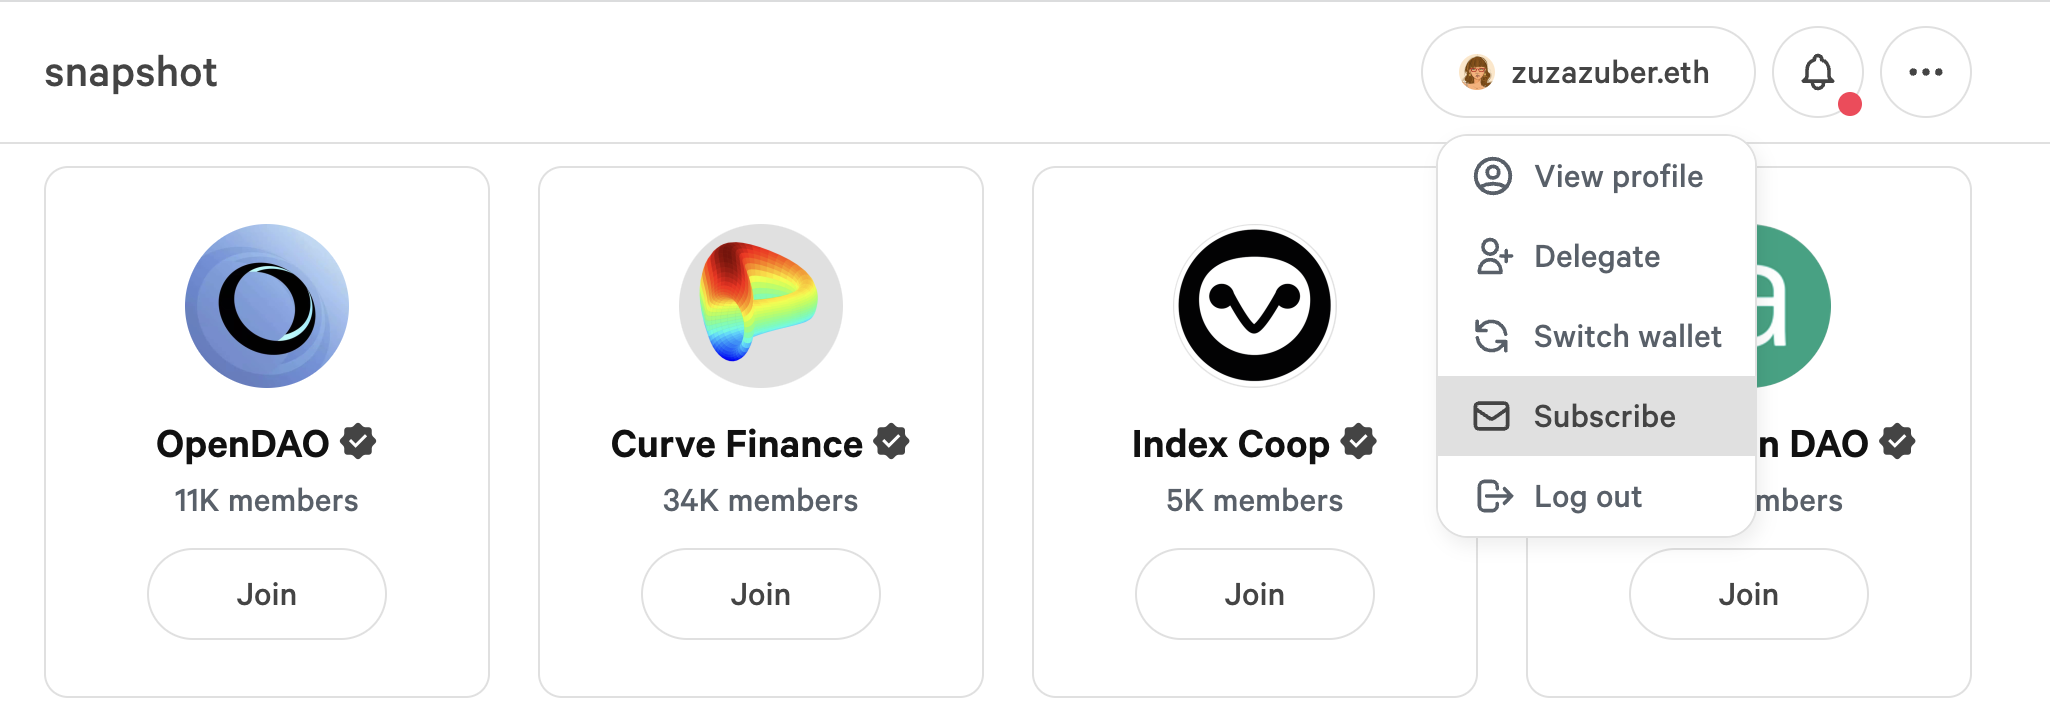 snapshot
zuzazuber.eth
View profile
Delegate
Switch wallet
Subscribe
Log out
OpenDAO
11K members
Join
Curve Finance
34K members
Join
Index Coop
5K members
Join
DAO
Join